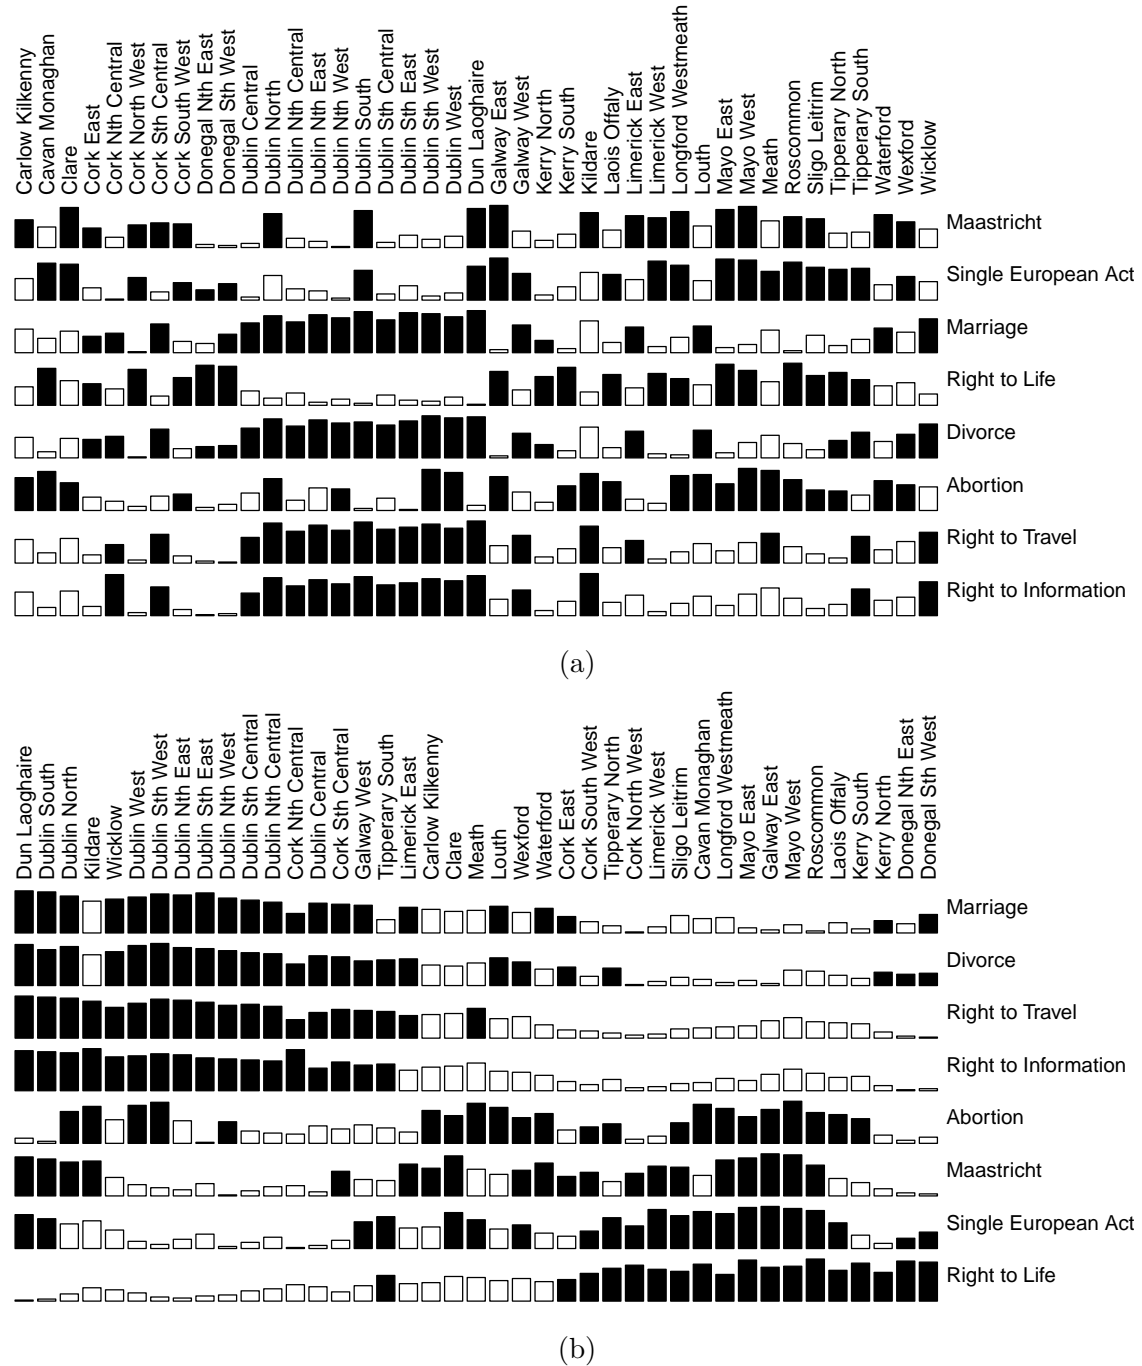 Carlow Kilkenny
Cavan Monaghan
Clare
Cork East
Cork Nth Central
Cork North West
Cork Sth Central
Cork South West
Donegal Nth East
Donegal Sth West
Dublin Central
Dublin North
Dublin Nth Central
Dublin Nth East
Dublin Nth West
Dublin South
Dublin Sth Central
Dublin Sth East
Dublin Sth West
Dublin West
Dun Laoghaire
Galway East
Galway West
Kerry North
Kerry South
Kildare
Laois Offaly
Limerick East
Limerick West
Longford Westmeath
Louth
Mayo East
Mayo West
Meath
Roscommon
Sligo Leitrim
Tipperary North
Tipperary South
Waterford
Wexford
Wicklow
Maastricht
Single European Act
Marriage
Right to Life
Divorce
Abortion
Right to Travel
Right to Information
(a)
Dun Laoghaire
Dublin South
Dublin North
Kildare
Wicklow
Dublin West
Dublin Sth West
Dublin Nth East
Dublin Sth East
Dublin Nth West
Dublin Sth Central
Dublin Nth Central
Cork Nth Central
Dublin Central
Cork Sth Central
Galway West
Tipperary South
Limerick East
Carlow Kilkenny
Clare
Meath
Louth
Wexford
Waterford
Cork East
Cork South West
Tipperary North
Cork North West
Limerick West
Sligo Leitrim
Cavan Monaghan
Longford Westmeath
Mayo East
Galway East
Mayo West
Roscommon
Laois Offaly
Kerry South
Kerry North
Donegal Nth East
Donegal Sth West
Marriage
Divorce
Right to Travel
Right to Information
Abortion
Maastricht
Single European Act
Right to Life
(b)